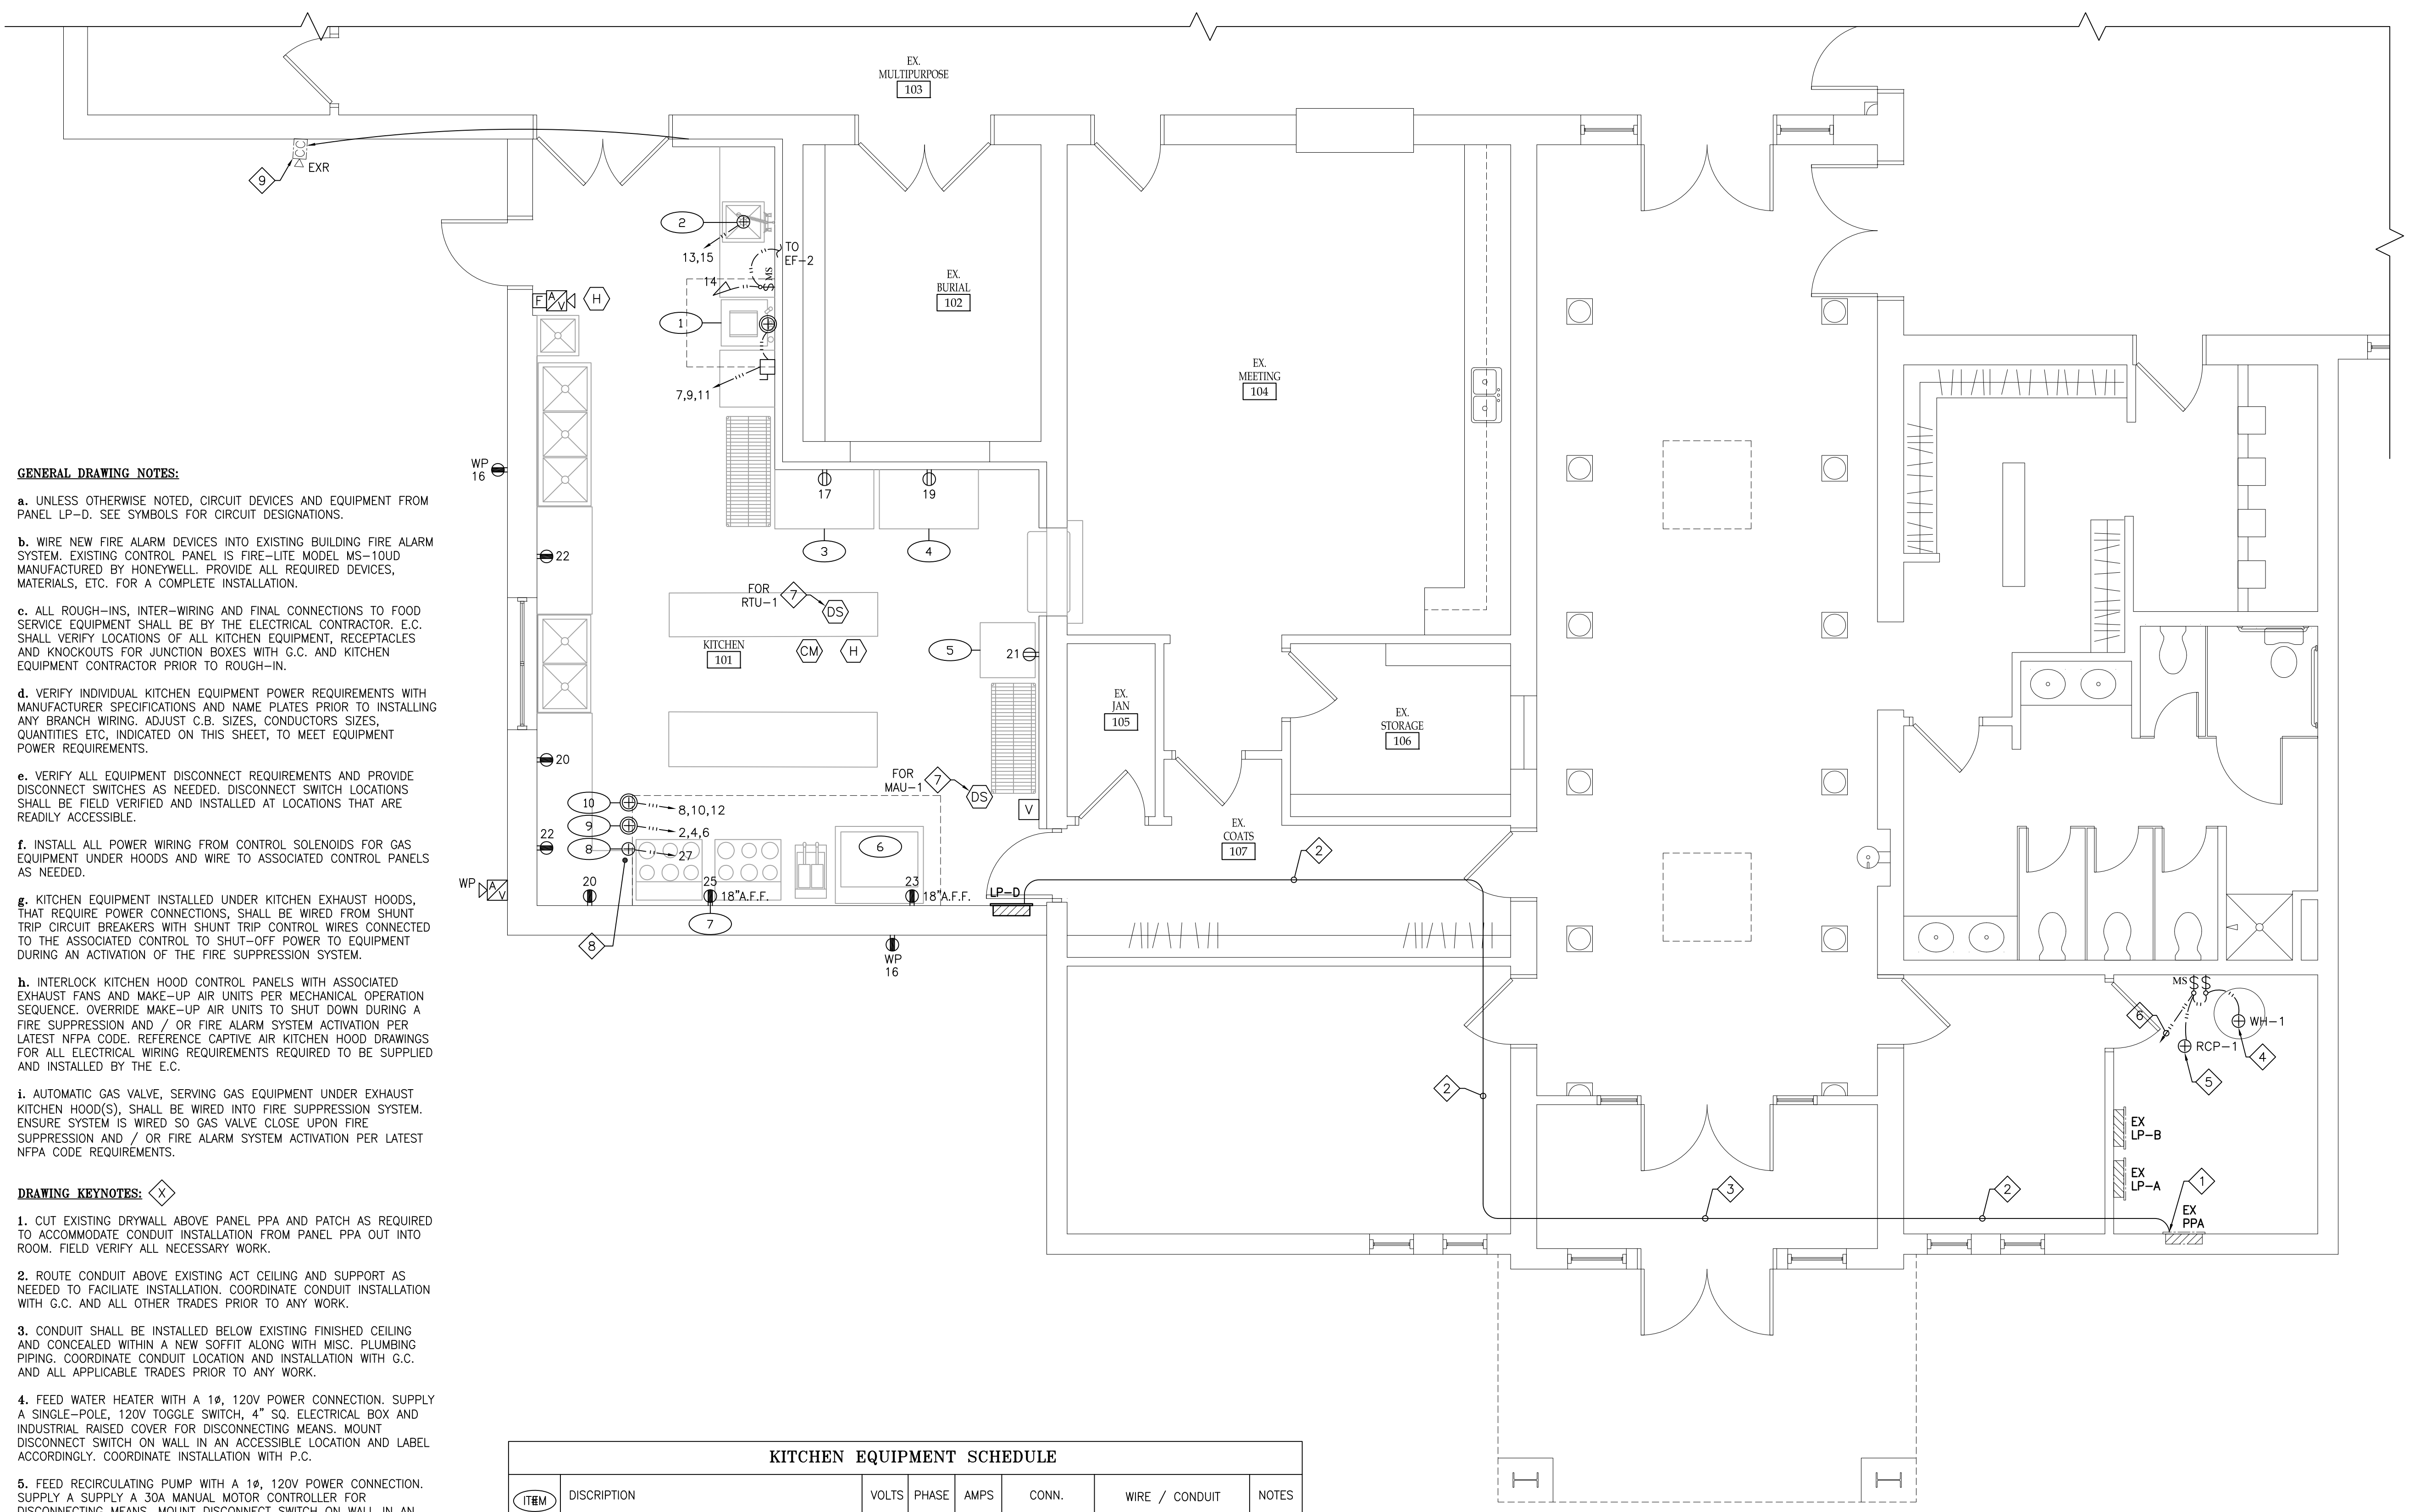 EX.
MULTIPURPOSE
103
9
EXR
2
13,15
TO
EF-2
MS
14
1
7,9,11
F
A
V
H
EX.
BURIAL
102
EX.
MEETING
104
WP
16
17
19
3
4
22
FOR
RTU-1
7
DS
KITCHEN
101
CM
H
5
21
EX.
JAN
105
EX.
STORAGE
106
20
FOR
MAU-1
7
DS
V
10
8,10,12
9
2,4,6
22
8
27
6
EX.
COATS
107
2
WP
A
V
20
25
18"A.F.F.
7
23
18"A.F.F.
LP-D
8
WP
16
MS $ $
6
WH-1
RCP-1
4
5
2
EX
LP-B
EX
LP-A
1
3
2
EX
PPA
GENERAL DRAWING NOTES:
a. UNLESS OTHERWISE NOTED, CIRCUIT DEVICES AND EQUIPMENT FROM
PANEL LP-D. SEE SYMBOLS FOR CIRCUIT DESIGNATIONS.
b. WIRE NEW FIRE ALARM DEVICES INTO EXISTING BUILDING FIRE ALARM
SYSTEM. EXISTING CONTROL PANEL IS FIRE-LITE MODEL MS-10UD
MANUFACTURED BY HONEYWELL. PROVIDE ALL REQUIRED DEVICES,
MATERIALS, ETC. FOR A COMPLETE INSTALLATION.
c. ALL ROUGH-INS, INTER-WIRING AND FINAL CONNECTIONS TO FOOD
SERVICE EQUIPMENT SHALL BE BY THE ELECTRICAL CONTRACTOR. E.C.
SHALL VERIFY LOCATIONS OF ALL KITCHEN EQUIPMENT, RECEPTACLES
AND KNOCKOUTS FOR JUNCTION BOXES WITH G.C. AND KITCHEN
EQUIPMENT CONTRACTOR PRIOR TO ROUGH-IN.
d. VERIFY INDIVIDUAL KITCHEN EQUIPMENT POWER REQUIREMENTS WITH
MANUFACTURER SPECIFICATIONS AND NAME PLATES PRIOR TO INSTALLING
ANY BRANCH WIRING. ADJUST C.B. SIZES, CONDUCTORS SIZES,
QUANTITIES ETC, INDICATED ON THIS SHEET, TO MEET EQUIPMENT
POWER REQUIREMENTS.
e. VERIFY ALL EQUIPMENT DISCONNECT REQUIREMENTS AND PROVIDE
DISCONNECT SWITCHES AS NEEDED. DISCONNECT SWITCH LOCATIONS
SHALL BE FIELD VERIFIED AND INSTALLED AT LOCATIONS THAT ARE
READILY ACCESSIBLE.
f. INSTALL ALL POWER WIRING FROM CONTROL SOLENOIDS FOR GAS
EQUIPMENT UNDER HOODS AND WIRE TO ASSOCIATED CONTROL PANELS
AS NEEDED.
g. KITCHEN EQUIPMENT INSTALLED UNDER KITCHEN EXHAUST HOODS,
THAT REQUIRE POWER CONNECTIONS, SHALL BE WIRED FROM SHUNT
TRIP CIRCUIT BREAKERS WITH SHUNT TRIP CONTROL WIRES CONNECTED
TO THE ASSOCIATED CONTROL TO SHUT-OFF POWER TO EQUIPMENT
DURING AN ACTIVATION OF THE FIRE SUPPRESSION SYSTEM.
h. INTERLOCK KITCHEN HOOD CONTROL PANELS WITH ASSOCIATED
EXHAUST FANS AND MAKE-UP AIR UNITS PER MECHANICAL OPERATION
SEQUENCE. OVERRIDE MAKE-UP AIR UNITS TO SHUT DOWN DURING A
FIRE SUPPRESSION AND / OR FIRE ALARM SYSTEM ACTIVATION PER
LATEST NFPA CODE. REFERENCE CAPTIVE AIR KITCHEN HOOD DRAWINGS
FOR ALL ELECTRICAL WIRING REQUIREMENTS REQUIRED TO BE SUPPLIED
AND INSTALLED BY THE E.C.
i. AUTOMATIC GAS VALVE, SERVING GAS EQUIPMENT UNDER EXHAUST
KITCHEN HOOD(S), SHALL BE WIRED INTO FIRE SUPPRESSION SYSTEM.
ENSURE SYSTEM IS WIRED SO GAS VALVE CLOSE UPON FIRE
SUPPRESSION AND / OR FIRE ALARM SYSTEM ACTIVATION PER LATEST
NFPA CODE REQUIREMENTS.
DRAWING KEYNOTES: X
1. CUT EXISTING DRYWALL ABOVE PANEL PPA AND PATCH AS REQUIRED
TO ACCOMMODATE CONDUIT INSTALLATION FROM PANEL PPA OUT INTO
ROOM. FIELD VERIFY ALL NECESSARY WORK.
2. ROUTE CONDUIT ABOVE EXISTING ACT CEILING AND SUPPORT AS
NEEDED TO FACILIATE INSTALLATION. COORDINATE CONDUIT INSTALLATION
WITH G.C. AND ALL OTHER TRADES PRIOR TO ANY WORK.
3. CONDUIT SHALL BE INSTALLED BELOW EXISTING FINISHED CEILING
AND CONCEALED WITHIN A NEW SOFFIT ALONG WITH MISC. PLUMBING
PIPING. COORDINATE CONDUIT LOCATION AND INSTALLATION WITH G.C.
AND ALL APPLICABLE TRADES PRIOR TO ANY WORK.
4. FEED WATER HEATER WITH A 1ø, 120V POWER CONNECTION. SUPPLY
A SINGLE-POLE, 120V TOGGLE SWITCH, 4" SQ. ELECTRICAL BOX AND
INDUSTRIAL RAISED COVER FOR DISCONNECTING MEANS. MOUNT
DISCONNECT SWITCH ON WALL IN AN ACCESSIBLE LOCATION AND LABEL
ACCORDINGLY. COORDINATE INSTALLATION WITH P.C.
5. FEED RECIRCULATING PUMP WITH A 1ø, 120V POWER CONNECTION.
SUPPLY A SUPPLY A 30A MANUAL MOTOR CONTROLLER FOR
DISCONNECTING MEANS. MOUNT DISCONNECT SWITCH ON WALL IN AN
KITCHEN EQUIPMENT SCHEDULE
DISCRIPTION VOLTS PHASE AMPS CONN. WIRE / CONDUIT NOTES